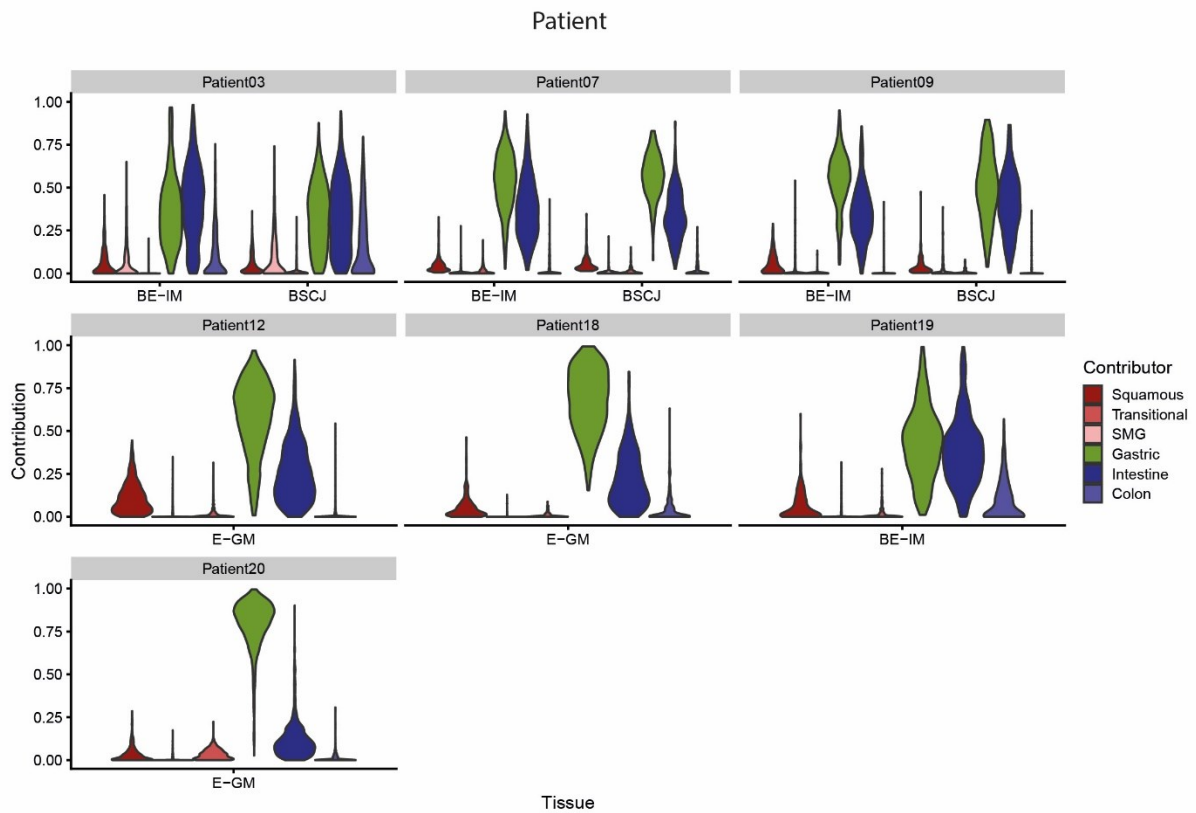 Patient
Patient03 Patient07 Patient09
1.00
0.75
0.50
0.25
0.00
BE−IM BSCJ BE−IM BSCJ BE−IM BSCJ
Patient12 Patient18 Patient19
1.00
0.75
0.50
0.25
0.00
E−GM E−GM BE−IM
Contribution
Contributor
Squamous
Transitional
SMG
Gastric
Intestine
Colon
Patient20
1.00
0.75
0.50
0.25
0.00
E−GM
Tissue